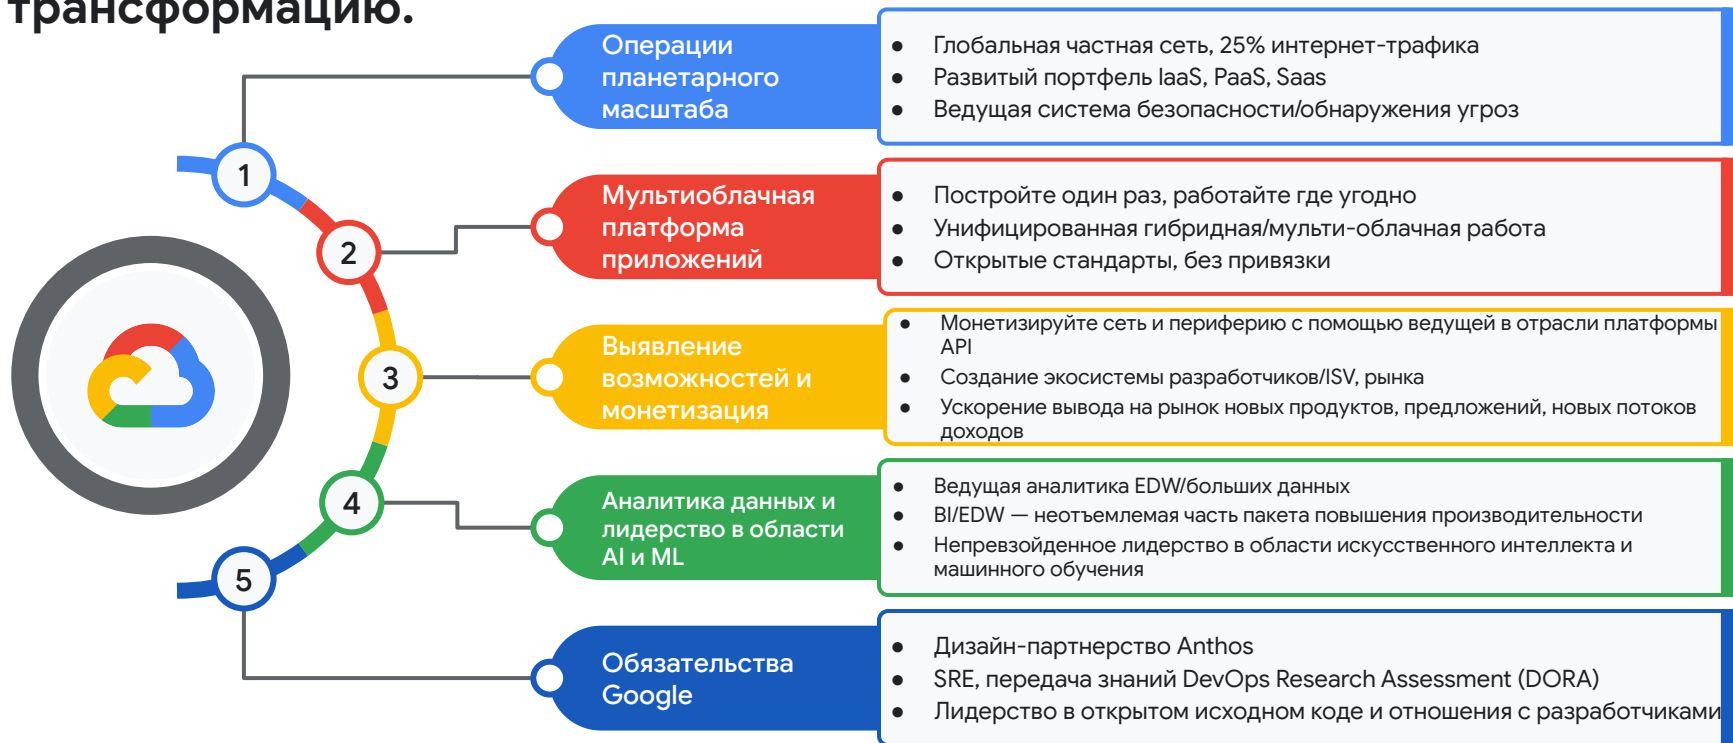 трансформацию.
1
Операции
планетарного
масштаба
● Глобальная частная сеть, 25% интернет-трафика
● Развитый портфель IaaS, PaaS, Saas
● Ведущая система безопасности/обнаружения угроз
2
Мультиоблачная
платформа
приложений
● Постройте один раз, работайте где угодно
● Унифицированная гибридная/мульти-облачная работа
● Открытые стандарты, без привязки
3
Выявление
возможностей и
монетизация
● Монетизируйте сеть и периферию с помощью ведущей в отрасли платформы
API
● Создание экосистемы разработчиков/ISV, рынка
● Ускорение вывода на рынок новых продуктов, предложений, новых потоков
доходов
4
Аналитика данных и
лидерство в области
AI и ML
● Ведущая аналитика EDW/больших данных
● BI/EDW — неотъемлемая часть пакета повышения производительности
● Непревзойденное лидерство в области искусственного интеллекта и
машинного обучения
5
Обязательства
Google
● Дизайн-партнерство Anthos
● SRE, передача знаний DevOps Research Assessment (DORA)
● Лидерство в открытом исходном коде и отношения с разработчиками